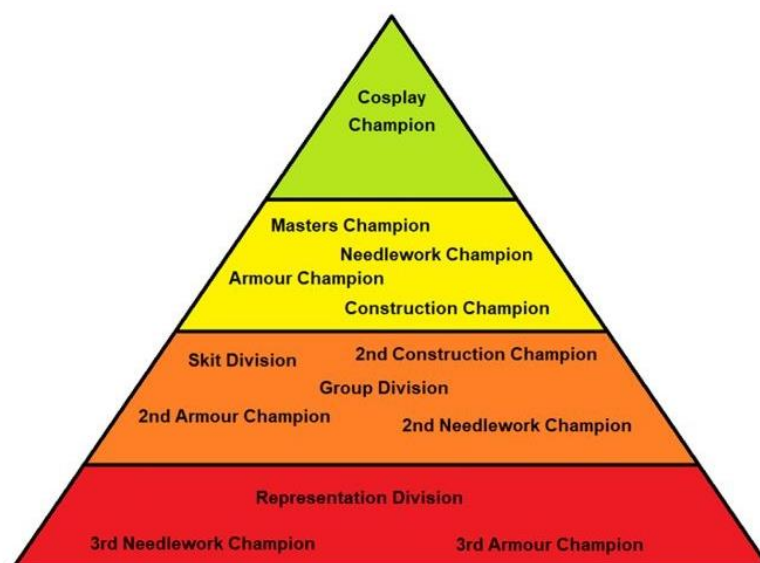 Cosplay
Champion
Masters Champion
Needlework Champion
Armour Champion
Construction Champion
2nd Construction Champion
Skit Division
Group Division
2nd Armour Champion
2nd Needlework Champion
Representation Division
3rd Needlework Champion
3rd Armour Champion